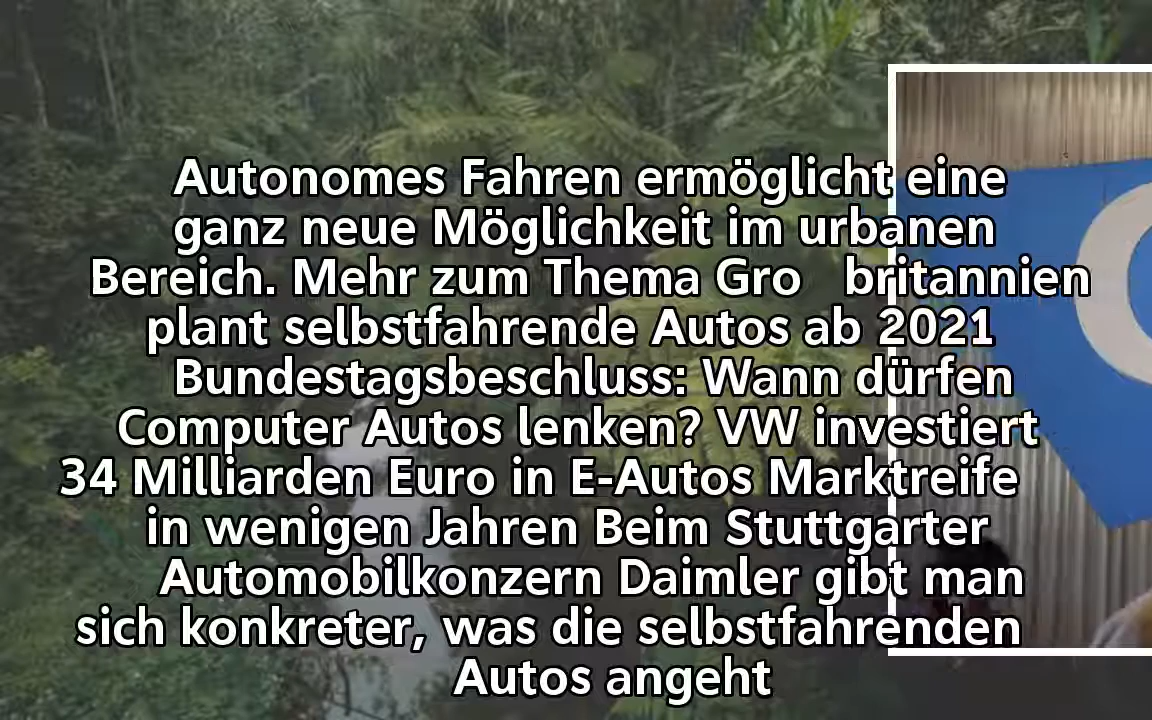 Autonomes Fahren ermöglicht eine
ganz neue Möglichkeit im urbanen
Bereich. Mehr zum Thema Gro britannien
plant selbstfahrende Autos ab 2021
Bundestagsbeschluss: Wann dürfen
Computer Autos lenken? VW investiert
34 Milliarden Euro in E-Autos Marktreife
in wenigen Jahren Beim Stuttgarter
Automobilkonzern Daimler gibt man
sich konkreter, was die selbstfahrenden
Autos angeht